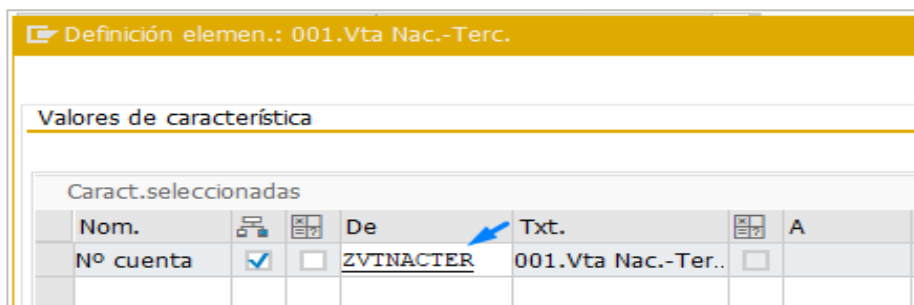 Definición elemen.: 001.Vta Nac.-Terc.
Valores de característica
Caract.seleccionadas
Nom. De Txt. A
Nº cuenta ZVTNACTER 001.Vta Nac.-Ter..